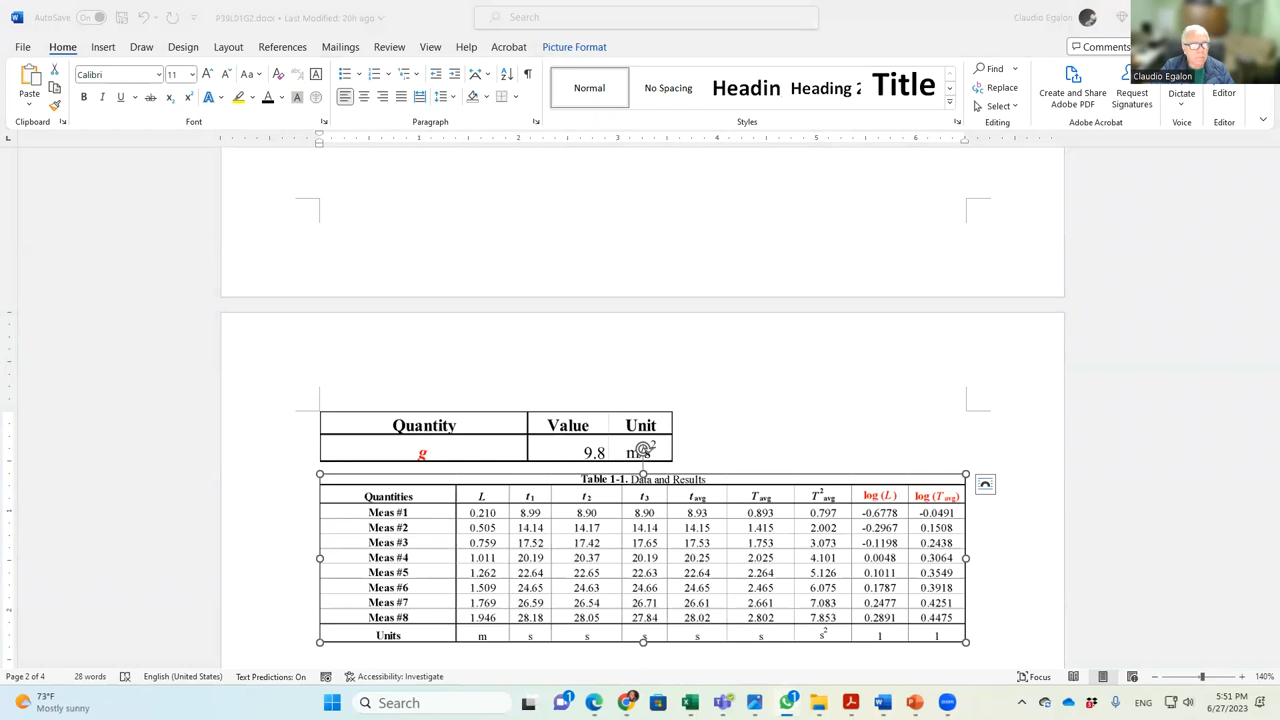 AutoSave On P39LD1G2.docx • Last Modified: 20h ago Search Claudio Egalon
File Home Insert Draw Design Layout References Mailings Review View Help Acrobat Picture Format Comments
Claudio Egalon
Paste Calibri 11 Normal No Spacing Headin Heading 2 Title Find Replace Select Create and Share Adobe PDF Request Signatures Dictate Editor
Clipboard Font Paragraph Styles Editing Adobe Acrobat Voice Editor
1 2 3 4 5 6
Quantity Value Unit
g 9.8
Table 1-1. Data and Results
Quantities L t1 t2 t3 tavg Tavg T2avg log (L) log (Tavg)
Meas #1 0.210 8.99 8.90 8.90 8.93 0.893 0.797 -0.6778 -0.0491
Meas #2 0.505 14.14 14.17 14.14 14.15 1.415 2.002 -0.2967 0.1508
Meas #3 0.759 17.52 17.42 17.65 17.53 1.753 3.073 -0.1198 0.2438
Meas #4 1.011 20.19 20.37 20.19 20.25 2.025 4.101 0.0048 0.3064
Meas #5 1.262 22.64 22.65 22.63 22.64 2.264 5.126 0.1011 0.3549
Meas #6 1.509 24.65 24.63 24.66 24.65 2.465 6.075 0.1787 0.3918
Meas #7 1.769 26.59 26.54 26.71 26.61 2.661 7.083 0.2477 0.4251
Meas #8 1.946 28.18 28.05 27.84 28.02 2.802 7.853 0.2891 0.4475
Units m s s s s s s2 1 1
Page 2 of 4 28 words English (United States) Text Predictions: On Accessibility: Investigate Focus 140%
73°F
Mostly sunny
Search
1
1
ENG
5:51 PM
6/27/2023